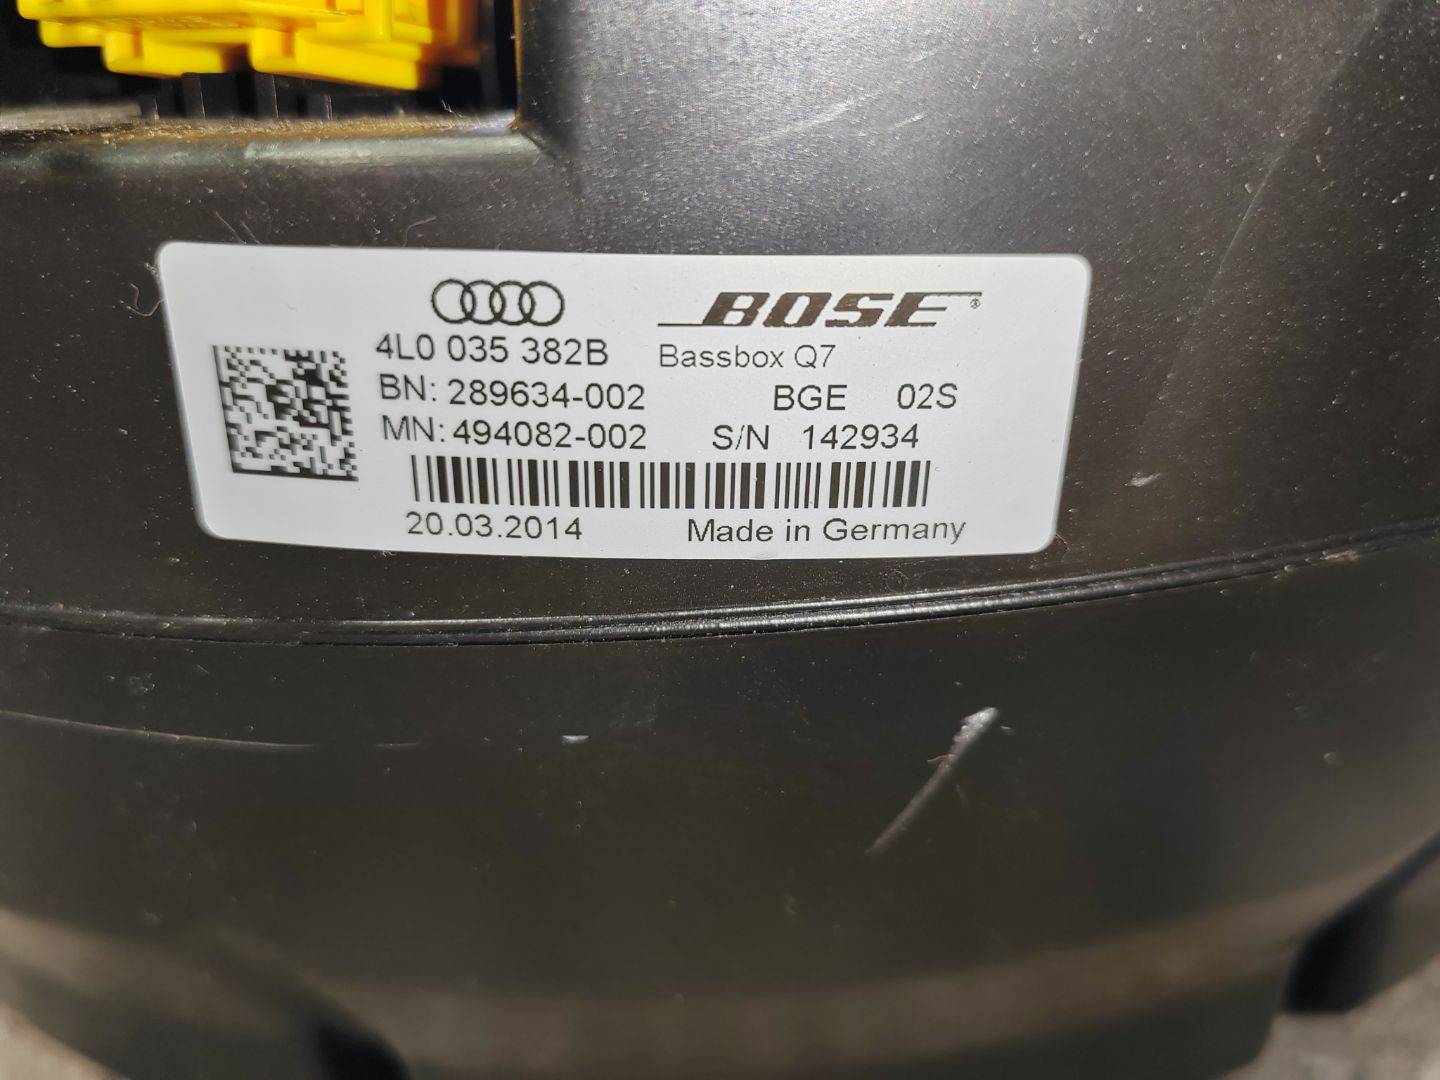 BOSE®
4L0 035 382B Bassbox Q7
BN: 289634-002 BGE 02S
MN: 494082-002 S/N 142934
20.03.2014 Made in Germany